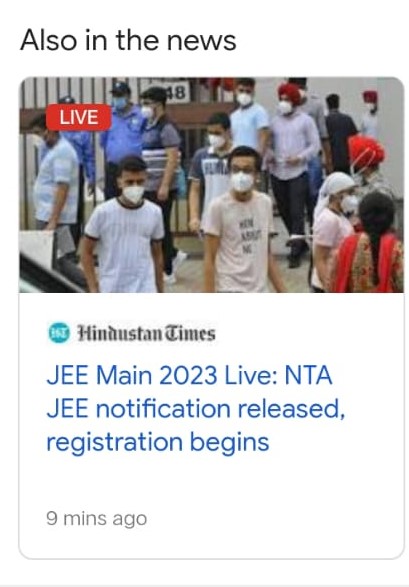 Also in the news
48
LIVE
HT Hindustan Times
JEE Main 2023 Live: NTA
JEE notification released,
registration begins
9 mins ago